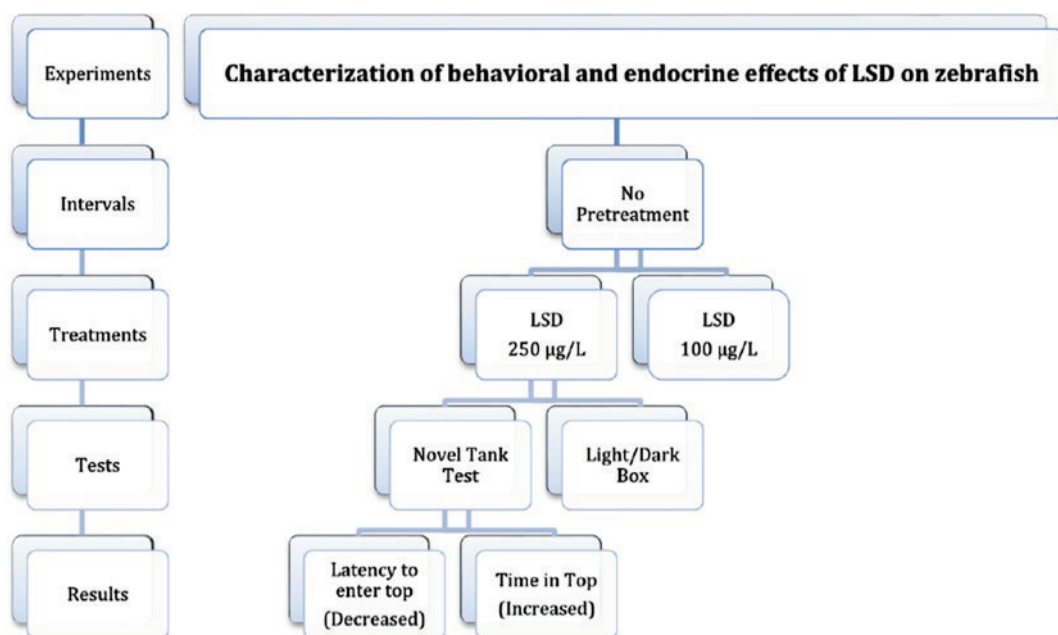 Experiments
Characterization of behavioral and endocrine effects of LSD on zebrafish
Intervals
No
Pretreatment
Treatments
LSD
250 µg/L
LSD
100 µg/L
Tests
Novel Tank
Test
Light/Dark
Box
Results
Latency to
enter top
(Decreased)
Time in Top
(Increased)